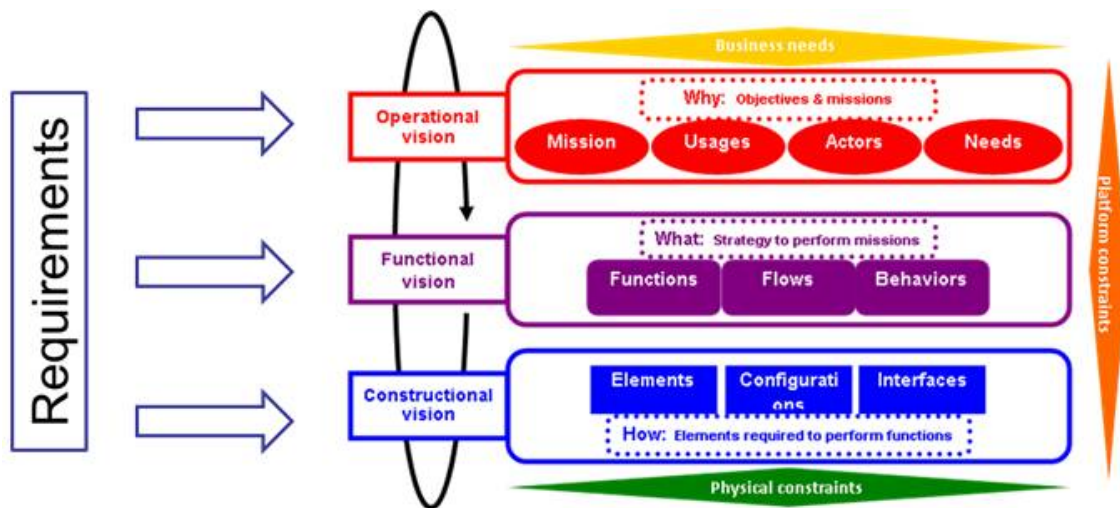 Requirements
Business needs
Operational
vision
Why: Objectives & missions
Mission
Usages
Actors
Needs
Functional
vision
What: Strategy to perform missions
Functions
Flows
Behaviors
Constructional
vision
Elements
Configurati
ons
Interfaces
How: Elements required to perform functions
Physical constraints
Platform constraints